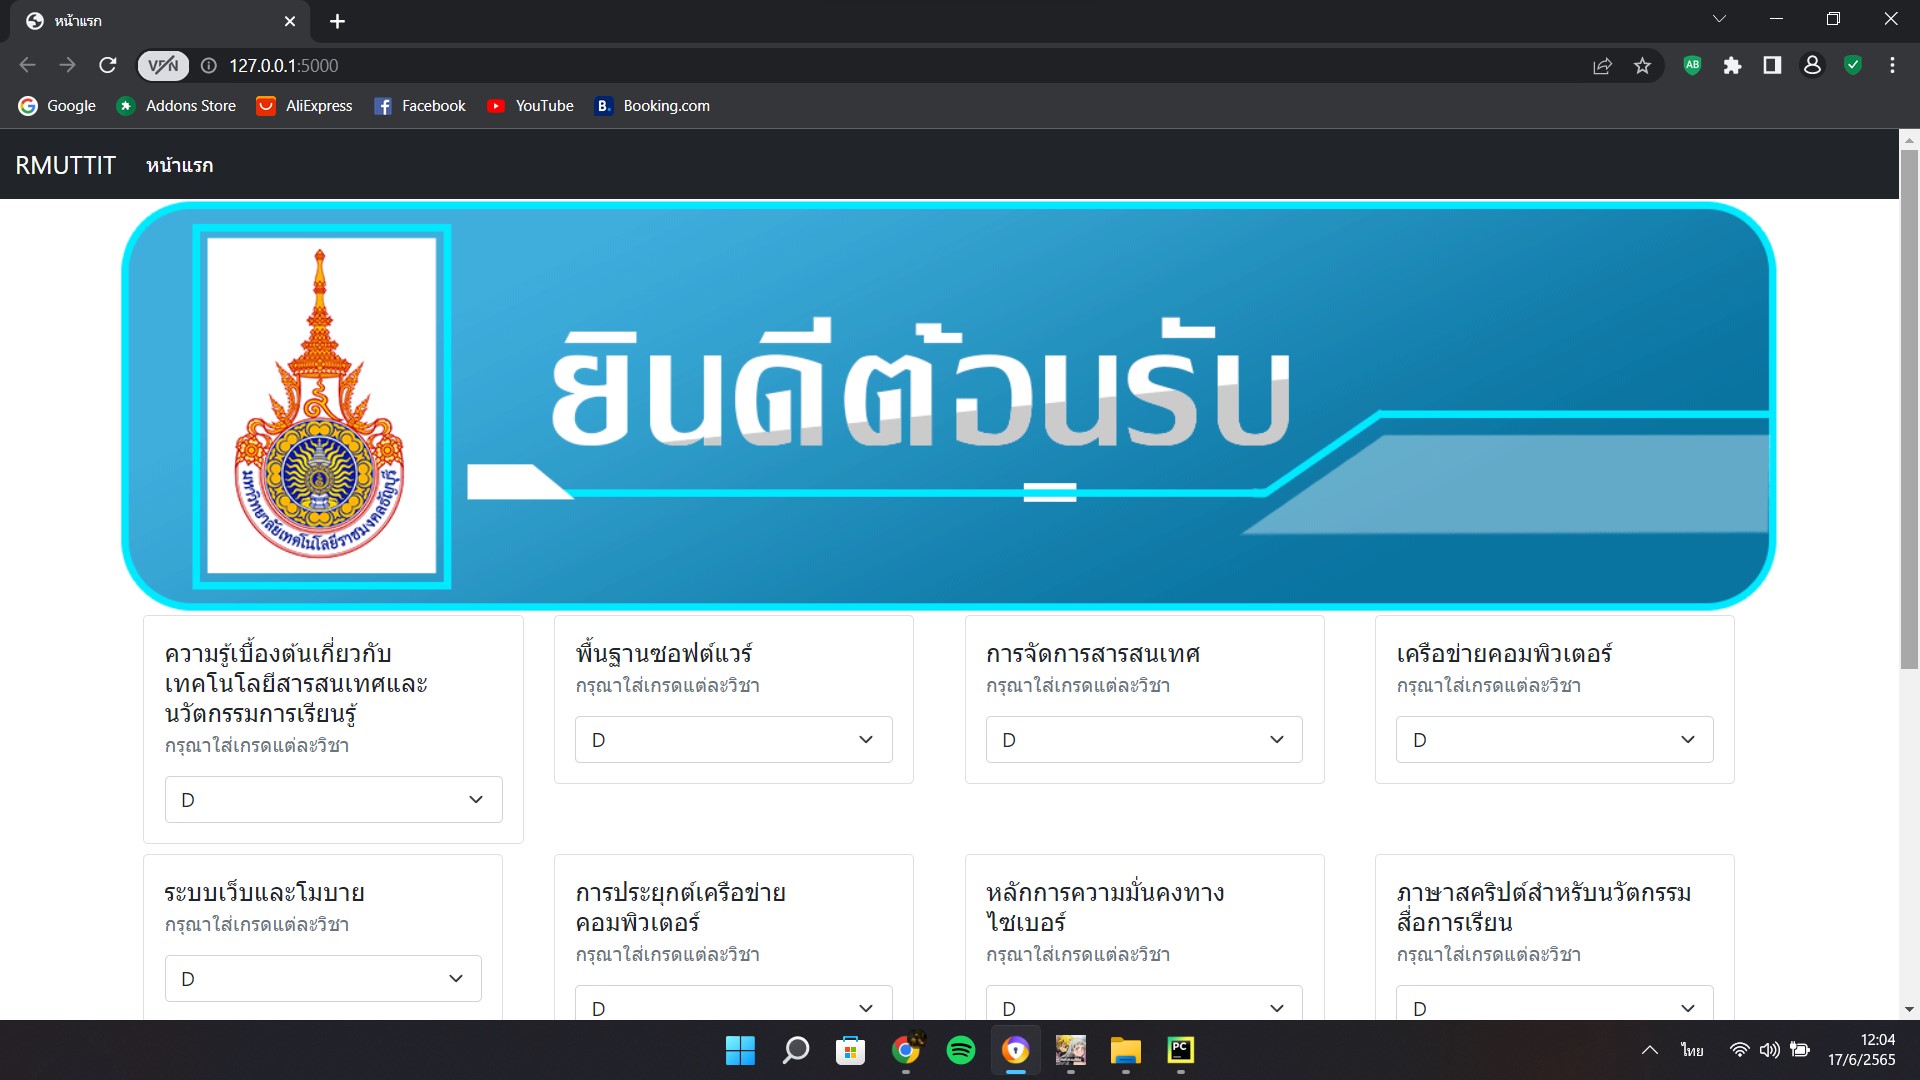 หน้าแรก
VPN
127.0.0.1:5000
AB
Google
Addons Store
AliExpress
Facebook
B. Booking.com
YouTube
RMUTTIT
หน้าแรก
มหาวิทยาลัยเทคโนโลยีราชมงคลธัญบุรี
ยินดีต้อนรับ
ความรู้เบื้องต้นเกี่ยวกับ
เทคโนโลยีสารสนเทศและ
นวัตกรรมการเรียนรู้
กรุณาใส่เกรดแต่ละวิชา
D
พื้นฐานซอฟต์แวร์
กรุณาใส่เกรดแต่ละวิชา
D
การจัดการสารสนเทศ
กรุณาใส่เกรดแต่ละวิชา
D
เครือข่ายคอมพิวเตอร์
กรุณาใส่เกรดแต่ละวิชา
D
ระบบเว็บและโมบาย
กรุณาใส่เกรดแต่ละวิชา
D
การประยุกต์เครือข่าย
คอมพิวเตอร์
กรุณาใส่เกรดแต่ละวิชา
D
หลักการความมั่นคงทาง
ไซเบอร์
กรุณาใส่เกรดแต่ละวิชา
D
ภาษาสคริปต์สำหรับนวัตกรรม
สื่อการเรียน
กรุณาใส่เกรดแต่ละวิชา
D
PC
ไทย
12:04
17/6/2565